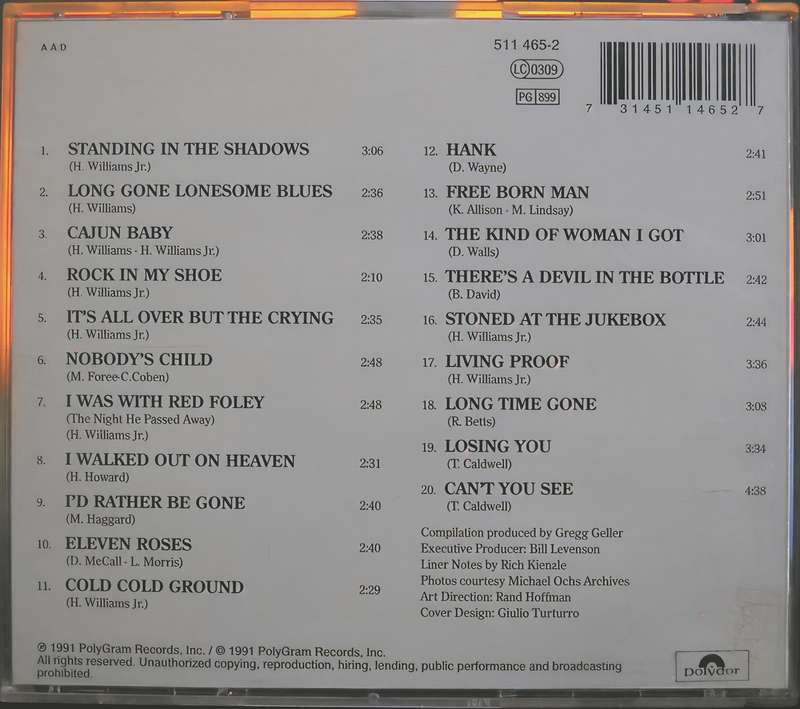 AAD
511 465-2
LC 0309
PG 899
7 31451 14652 7
1. STANDING IN THE SHADOWS 3:06
(H. Williams Jr.)
2. LONG GONE LONESOME BLUES 2:36
(H. Williams)
3. CAJUN BABY 2:38
(H. Williams - H. Williams Jr.)
4. ROCK IN MY SHOE 2:10
(H. Williams Jr.)
5. IT'S ALL OVER BUT THE CRYING 2:35
(H. Williams Jr.)
6. NOBODY'S CHILD 2:48
(M. Foree-C.Coben)
7. I WAS WITH RED FOLEY 2:48
(The Night He Passed Away)
(H. Williams Jr.)
8. I WALKED OUT ON HEAVEN 2:31
(H. Howard)
9. I'D RATHER BE GONE 2:40
(M. Haggard)
10. ELEVEN ROSES 2:40
(D. McCall - L. Morris)
11. COLD COLD GROUND 2:29
(H. Williams Jr.)
12. HANK 2:41
(D. Wayne)
13. FREE BORN MAN 2:51
(K. Allison - M. Lindsay)
14. THE KIND OF WOMAN I GOT 3:01
(D. Walls)
15. THERE'S A DEVIL IN THE BOTTLE 2:42
(B. David)
16. STONED AT THE JUKEBOX 2:44
(H. Williams Jr.)
17. LIVING PROOF 3:36
(H. Williams Jr.)
18. LONG TIME GONE 3:08
(R. Betts)
19. LOSING YOU 3:34
(T. Caldwell)
20. CAN'T YOU SEE 4:38
(T. Caldwell)
Compilation produced by Gregg Geller
Executive Producer: Bill Levenson
Liner Notes by Rich Kienzle
Photos courtesy Michael Ochs Archives
Art Direction: Rand Hoffman
Cover Design: Giulio Turturro
℗ 1991 PolyGram Records, Inc. / © 1991 PolyGram Records, Inc.
All rights reserved. Unauthorized copying, reproduction, hiring, lending, public performance and broadcasting
prohibited.
polydor